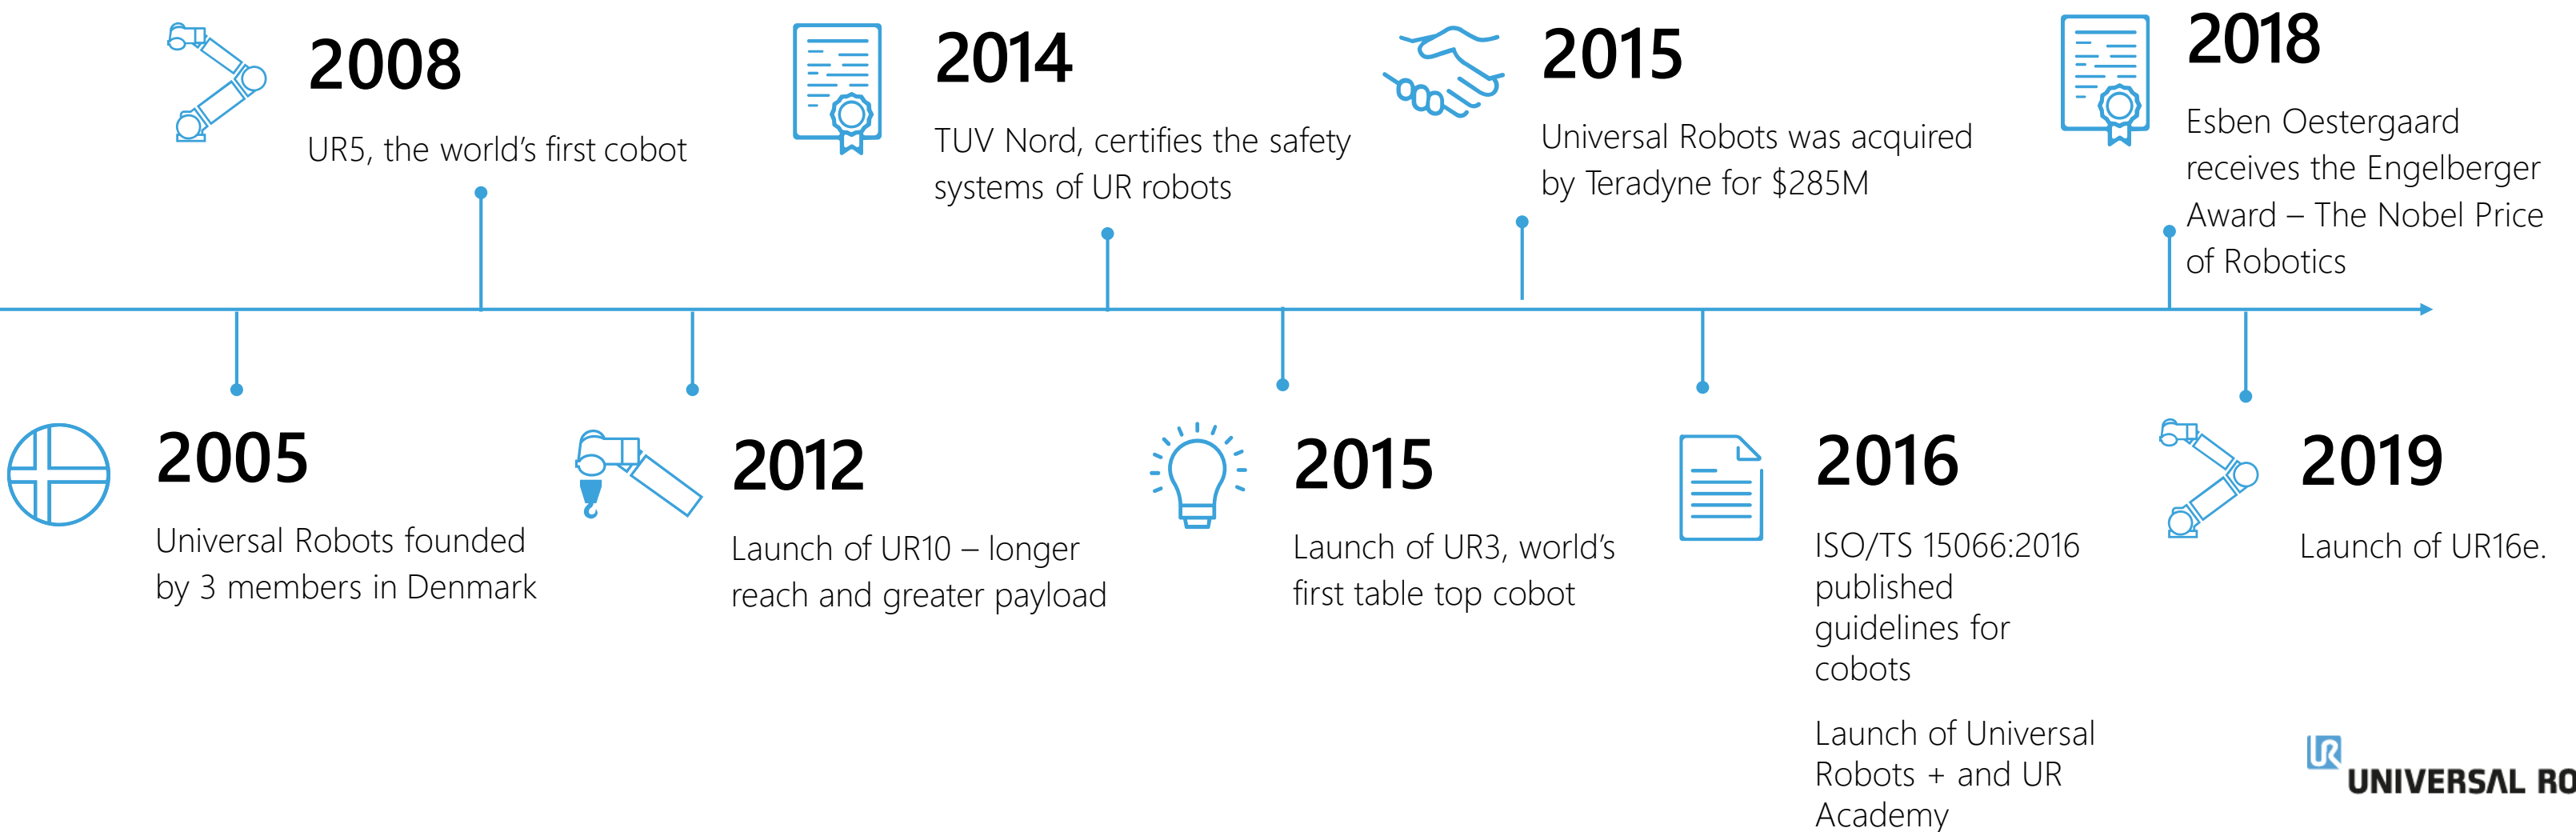 2008
UR5, the world's first cobot
2014
TUV Nord, certifies the safety
systems of UR robots
2015
Universal Robots was acquired
by Teradyne for $285M
2018
Esben Oestergaard
receives the Engelberger
Award – The Nobel Price
of Robotics
2005
Universal Robots founded
by 3 members in Denmark
2012
Launch of UR10 – longer
reach and greater payload
2015
Launch of UR3, world's
first table top cobot
2016
ISO/TS 15066:2016
published
guidelines for
cobots
Launch of Universal
Robots + and UR
Academy
2019
Launch of UR16e.
UR
UNIVERSAL RO